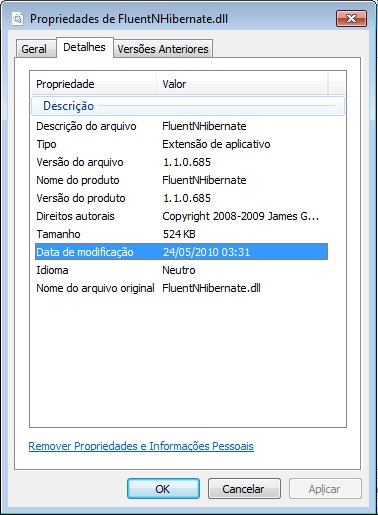 Propriedades de FluentNHibernate.dll
Geral Detalhes Versões Anteriores
Propriedade Valor
Descrição
Descrição do arquivo FluentNHibernate
Tipo Extensão de aplicativo
Versão do arquivo 1.1.0.685
Nome do produto FluentNHibernate
Versão do produto 1.1.0.685
Direitos autorais Copyright 2008-2009 James G...
Tamanho 524 KB
Data de modificação 24/05/2010 03:31
Idioma Neutro
Nome do arquivo original FluentNHibernate.dll
Remover Propriedades e Informações Pessoais
OK Cancelar Aplicar